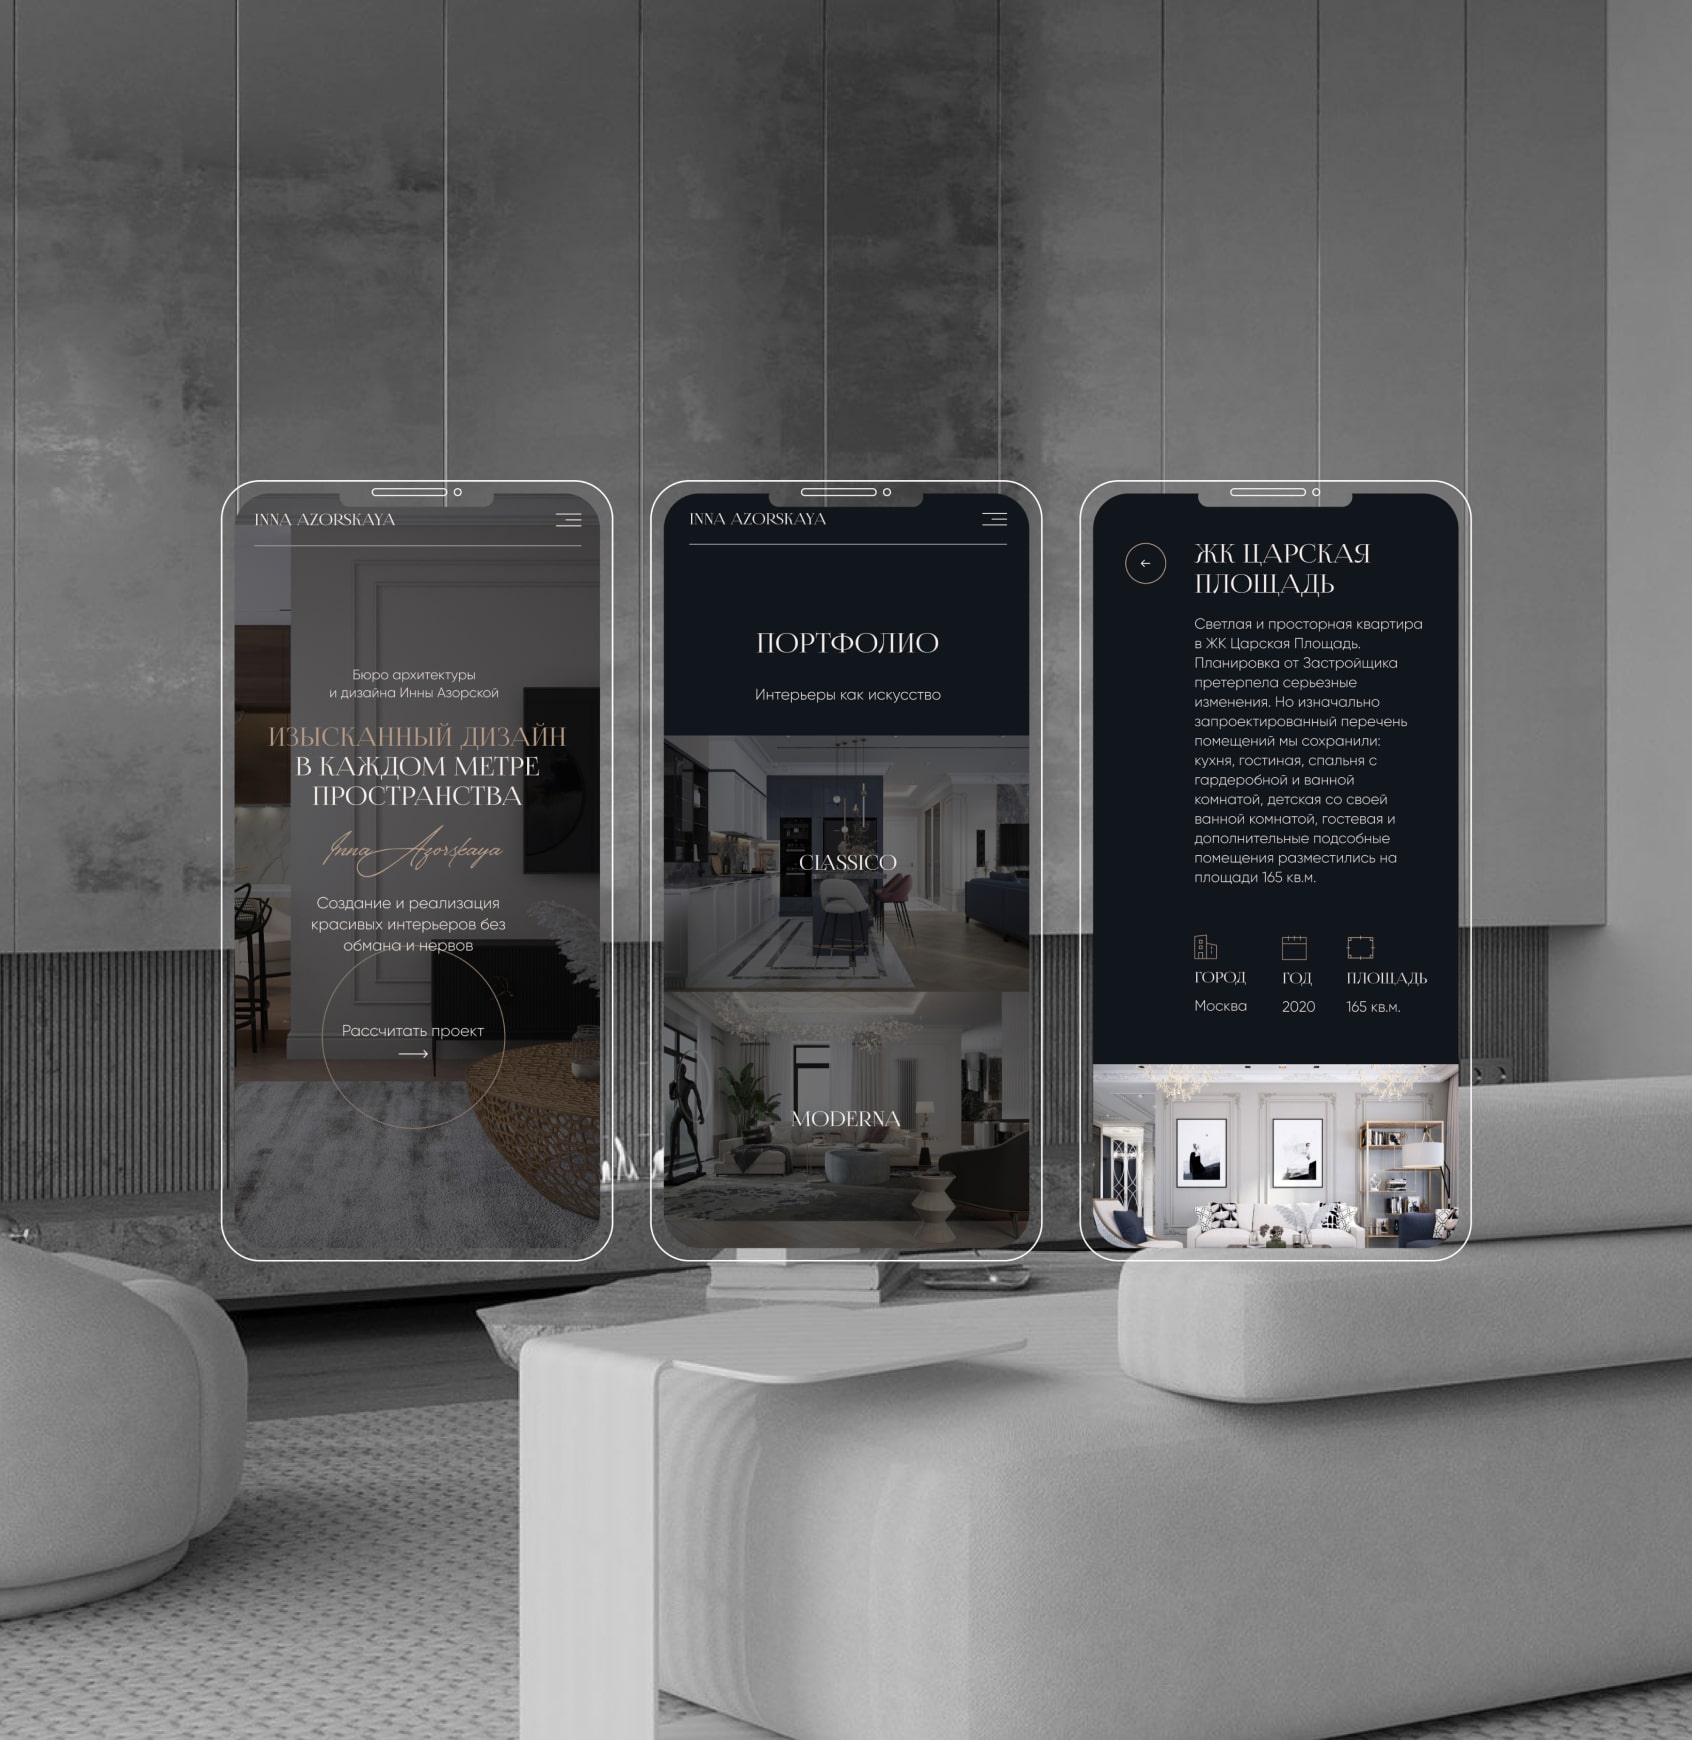 INNA AZORSKAYA
Бюро архитектуры
и дизайна Инны Азорской
ИЗЫСКАННЫЙ ДИЗАЙН
В КАЖДОМ МЕТРЕ
ПРОСТРАНСТВА
Inna Azorskaya
Создание и реализация
красивых интерьеров без
обмана и нервов
Рассчитать проект
INNA AZORSKAYA
ПОРТФОЛИО
Интерьеры как искусство
CLASSICO
MODERNA
ЖК ЦАРСКАЯ
ПЛОЩАДЬ
Светлая и просторная квартира
в ЖК Царская Площадь.
Планировка от Застройщика
претерпела серьезные
изменения. Но изначально
запроектированный перечень
помещений мы сохранили:
кухня, гостиная, спальня с
гардеробной и ванной
комнатой, детская со своей
ванной комнатой, гостевая и
дополнительные подсобные
помещения разместились на
площади 165 кв.м.
ГОРОД ГОД ПЛОЩАДЬ
Москва 2020 165 кв.м.